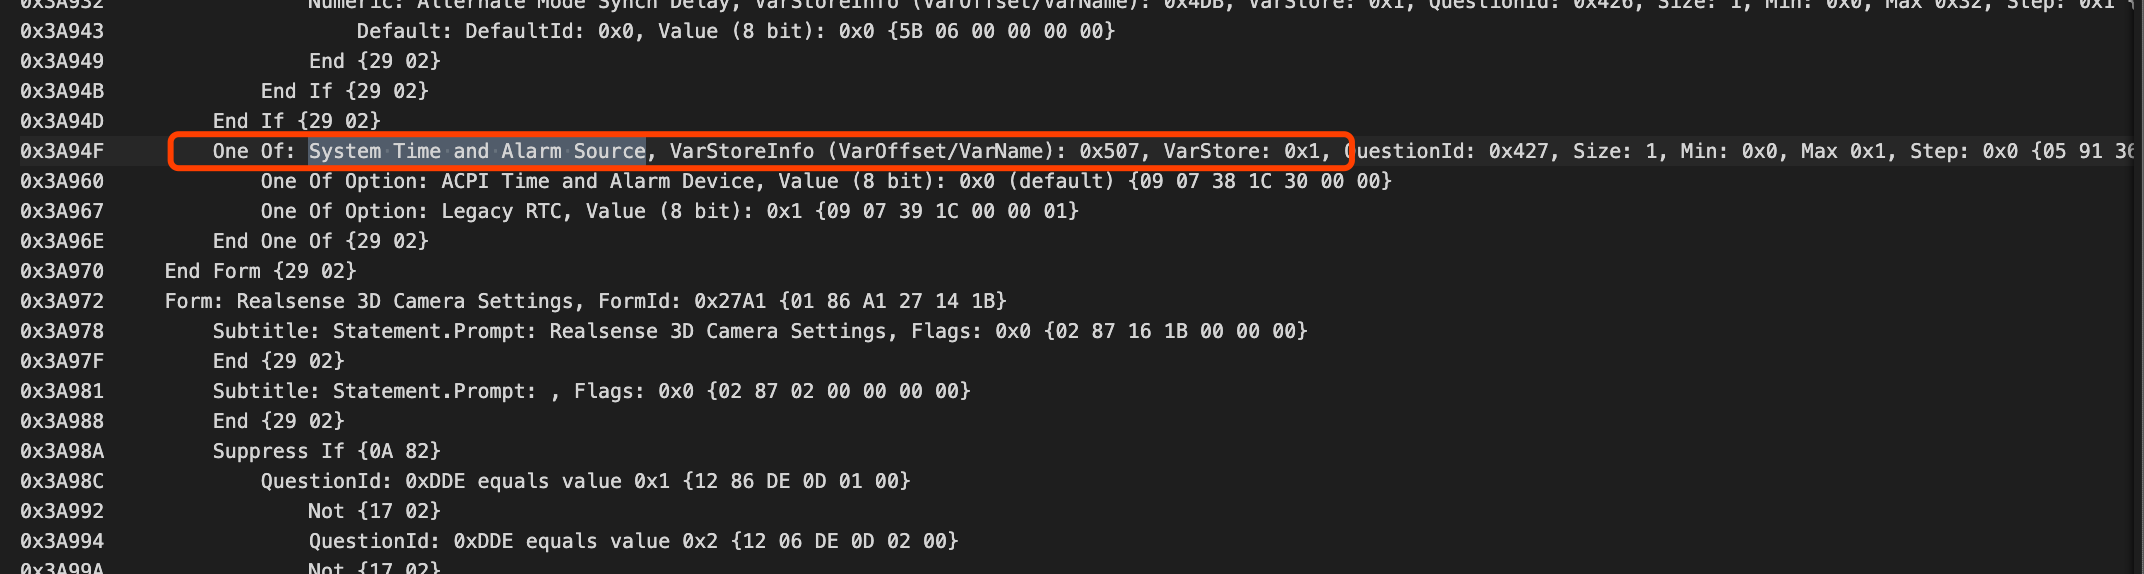 0x3A932 Numeric: Alternate Mode Synch Delay, VarStoreInfo (VarOffset/VarName): 0x4DB, VarStore: 0x1, QuestionId: 0x426, Size: 1, Min: 0x0, Max 0x32, Step: 0x1 {
0x3A943 Default: DefaultId: 0x0, Value (8 bit): 0x0 {5B 06 00 00 00 00}
0x3A949 End {29 02}
0x3A94B End If {29 02}
0x3A94D End If {29 02}
0x3A94F One Of: System Time and Alarm Source, VarStoreInfo (VarOffset/VarName): 0x507, VarStore: 0x1, QuestionId: 0x427, Size: 1, Min: 0x0, Max 0x1, Step: 0x0 {05 91 36
0x3A960 One Of Option: ACPI Time and Alarm Device, Value (8 bit): 0x0 (default) {09 07 38 1C 30 00 00}
0x3A967 One Of Option: Legacy RTC, Value (8 bit): 0x1 {09 07 39 1C 00 00 01}
0x3A96E End One Of {29 02}
0x3A970 End Form {29 02}
0x3A972 Form: Realsense 3D Camera Settings, FormId: 0x27A1 {01 86 A1 27 14 1B}
0x3A978 Subtitle: Statement.Prompt: Realsense 3D Camera Settings, Flags: 0x0 {02 87 16 1B 00 00 00}
0x3A97F End {29 02}
0x3A981 Subtitle: Statement.Prompt: , Flags: 0x0 {02 87 02 00 00 00 00}
0x3A988 End {29 02}
0x3A98A Suppress If {0A 82}
0x3A98C QuestionId: 0xDDE equals value 0x1 {12 86 DE 0D 01 00}
0x3A992 Not {17 02}
0x3A994 QuestionId: 0xDDE equals value 0x2 {12 06 DE 0D 02 00}
0x3A99A Not {17 02}